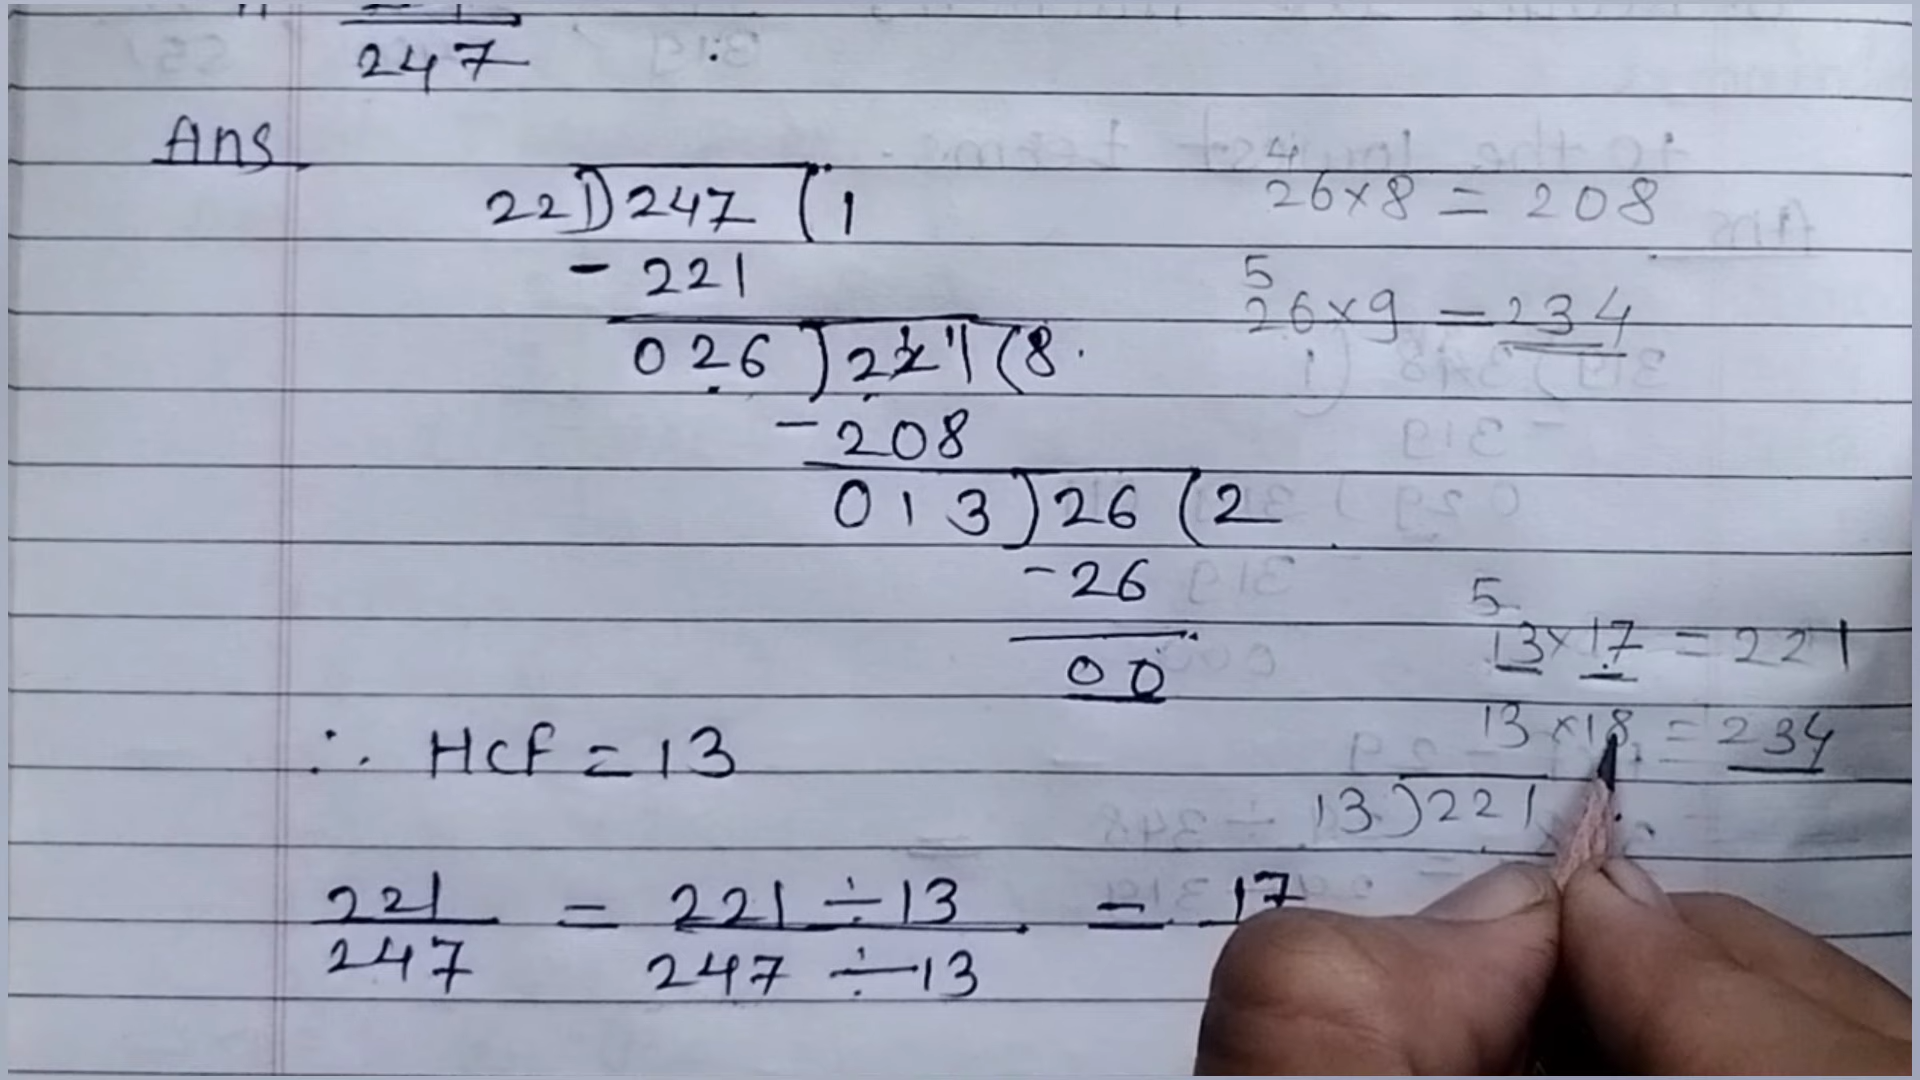 247
Ans
221)247(1
26×8 = 208
- 221
26×9 = 234
026)221(8
- 208
013)26(2
- 26
00
13×17 = 221
∴ HCF = 13
13×18 = 234
13)221
221/247 = 221÷13/247÷13 = 17